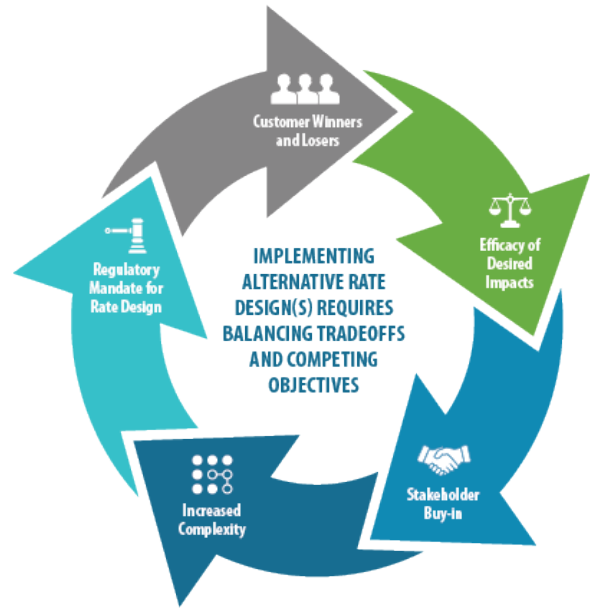 Customer Winners
and Losers
Efficacy of
Desired
Impacts
Stakeholder
Buy-in
Increased
Complexity
Regulatory
Mandate for
Rate Design
IMPLEMENTING
ALTERNATIVE RATE
DESIGN(S) REQUIRES
BALANCING TRADEOFFS
AND COMPETING
OBJECTIVES